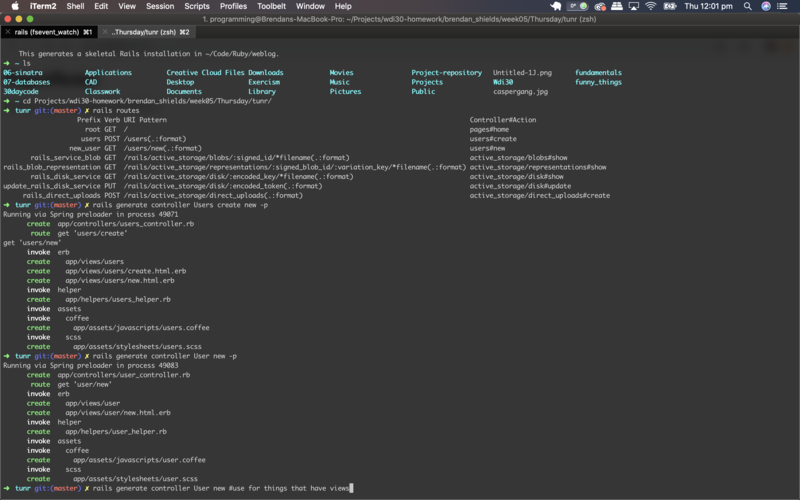 iTerm2 Shell Edit View Session Scripts Profiles Toolbelt Window Help Thu 12:01 pm
1. programming@Brendans-MacBook-Pro: ~/Projects/wdi30-homework/brendan_shields/week05/Thursday/tunr (zsh)
× rails (fsevent_watch) ⌘1 × ..Thursday/tunr (zsh) ⌘2
This generates a skeletal Rails installation in ~/Code/Ruby/weblog.
➜ ~ ls
06-sinatra Applications Creative Cloud Files Downloads Movies Project-repository Untitled-1J.png fundamentals
07-databases CAD Desktop Exercism Music Projects Wdi30 funny_things
30daycode Classwork Documents Library Pictures Public caspergang.jpg
➜ ~ cd Projects/wdi30-homework/brendan_shields/week05/Thursday/tunr/
➜ tunr git:(master) ✗ rails routes
Prefix Verb URI Pattern Controller#Action
root GET / pages#home
users POST /users(.:format) users#create
new_user GET /users/new(.:format) users#new
rails_service_blob GET /rails/active_storage/blobs/:signed_id/*filename(.:format) active_storage/blobs#show
rails_blob_representation GET /rails/active_storage/representations/:signed_blob_id/:variation_key/*filename(.:format) active_storage/representations#show
rails_disk_service GET /rails/active_storage/disk/:encoded_key/*filename(.:format) active_storage/disk#show
update_rails_disk_service PUT /rails/active_storage/disk/:encoded_token(.:format) active_storage/disk#update
rails_direct_uploads POST /rails/active_storage/direct_uploads(.:format) active_storage/direct_uploads#create
➜ tunr git:(master) ✗ rails generate controller Users create new -p
Running via Spring preloader in process 49071
create app/controllers/users_controller.rb
route get 'users/create'
get 'users/new'
invoke erb
create app/views/users
create app/views/users/create.html.erb
create app/views/users/new.html.erb
invoke helper
create app/helpers/users_helper.rb
invoke assets
invoke coffee
create app/assets/javascripts/users.coffee
invoke scss
create app/assets/stylesheets/users.scss
➜ tunr git:(master) ✗ rails generate controller User new -p
Running via Spring preloader in process 49083
create app/controllers/user_controller.rb
route get 'user/new'
invoke erb
create app/views/user
create app/views/user/new.html.erb
invoke helper
create app/helpers/user_helper.rb
invoke assets
invoke coffee
create app/assets/javascripts/user.coffee
invoke scss
create app/assets/stylesheets/user.scss
➜ tunr git:(master) ✗ rails generate controller User new #use for things that have views